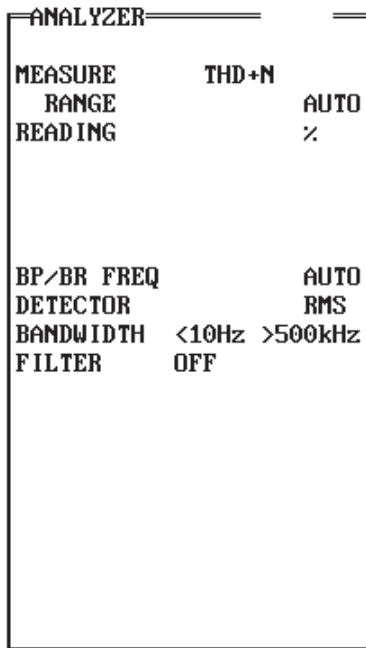 ANALYZER
MEASURE THD+N
RANGE AUTO
READING %
BP/BR FREQ AUTO
DETECTOR RMS
BANDWIDTH <10Hz >500kHz
FILTER OFF